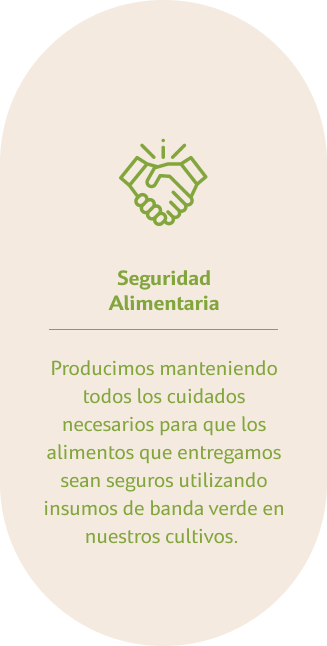 Seguridad
Alimentaria
Producimos manteniendo
todos los cuidados
necesarios para que los
alimentos que entregamos
sean seguros utilizando
insumos de banda verde en
nuestros cultivos.